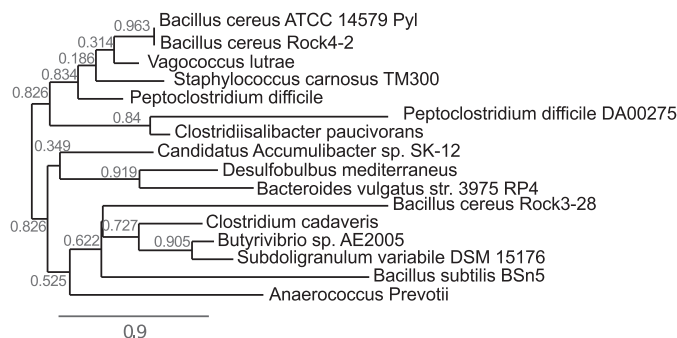 Bacillus cereus ATCC 14579 Pyl
0.963
Bacillus cereus Rock4-2
0.314
Vagococcus lutrae
0.186
Staphylococcus carnosus TM300
0.834
Peptoclostridium difficile
0.826
Peptoclostridium difficile DA00275
0.84
Clostridiisalibacter paucivorans
0.349
Candidatus Accumulibacter sp. SK-12
Desulfobulbus mediterraneus
0.919
Bacteroides vulgatus str. 3975 RP4
Bacillus cereus Rock3-28
0.826
0.727
Clostridium cadaveris
0.622
0.905
Butyrivibrio sp. AE2005
Subdoligranulum variabile DSM 15176
Bacillus subtilis BSn5
0.525
Anaerococcus Prevotii
0.9